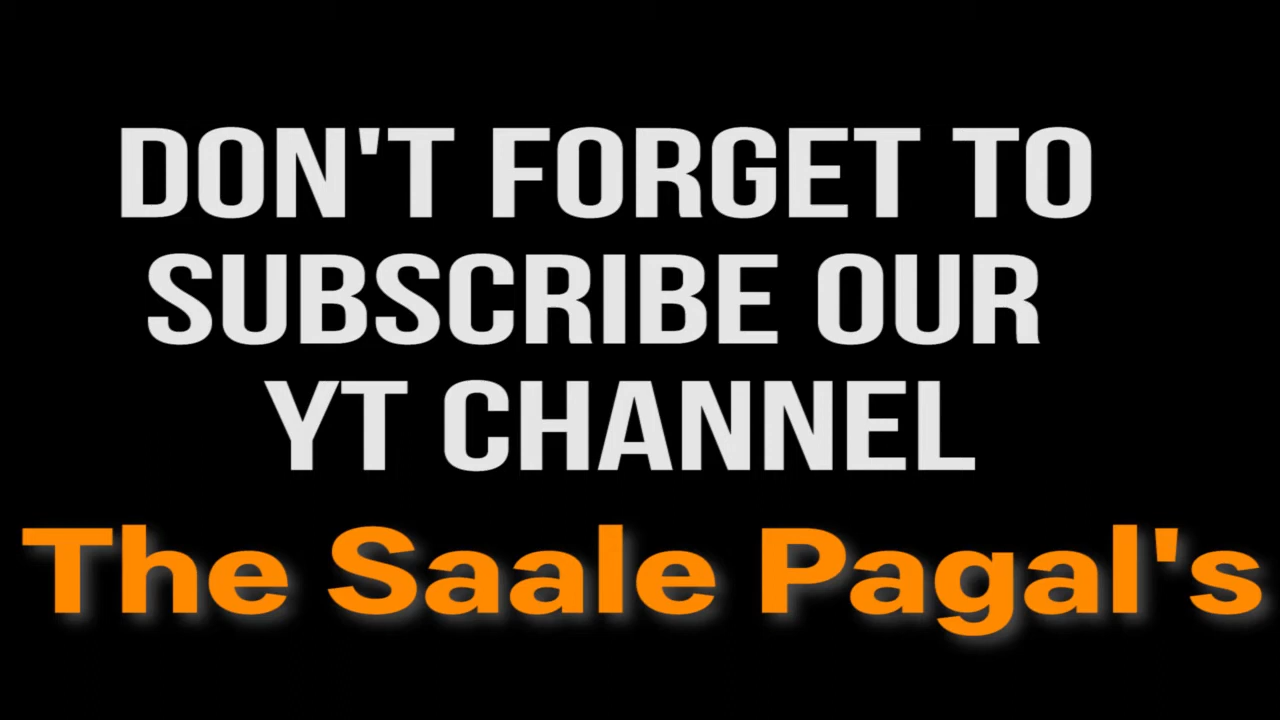 DON'T FORGET TO
SUBSCRIBE OUR
YT CHANNEL
The Saale Pagal's